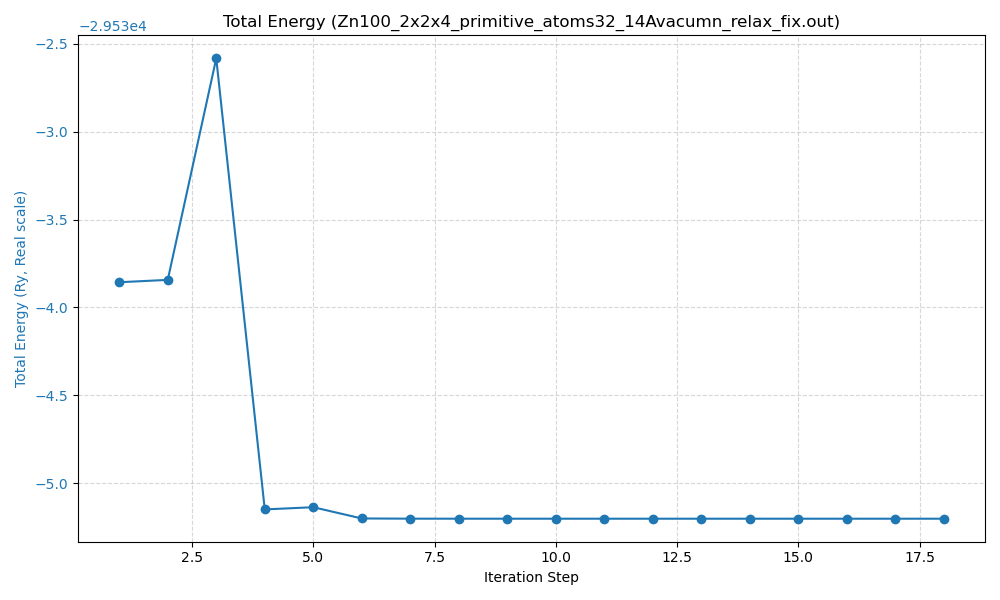 Total Energy (Zn100_2x2x4_primitive_atoms32_14Avacumn_relax_fix.out)
−2.953e4
−2.5
−3.0
−3.5
−4.0
−4.5
−5.0
Total Energy (Ry, Real scale)
2.5 5.0 7.5 10.0 12.5 15.0 17.5
Iteration Step